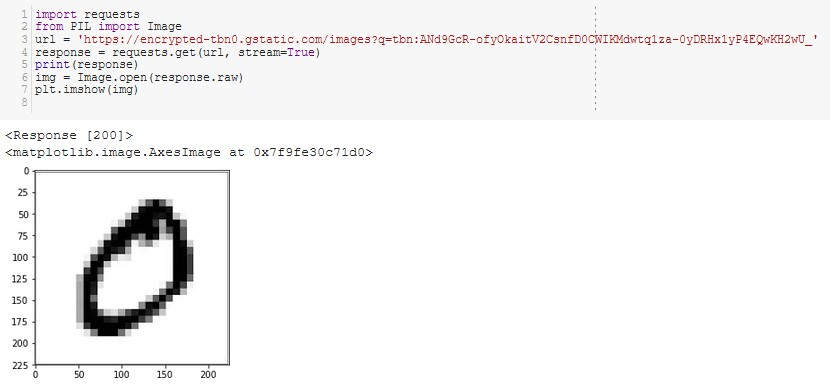 1 import requests
2 from PIL import Image
3 url = 'https://encrypted-tbn0.gstatic.com/images?q=tbn:ANd9GcR-ofyOkaitV2CsnfD0CWIKMdwtq1za-0yDRHx1yP4EQwKH2wU_'
4 response = requests.get(url, stream=True)
5 print(response)
6 img = Image.open(response.raw)
7 plt.imshow(img)
8
<Response [200]>
<matplotlib.image.AxesImage at 0x7f9fe30c71d0>
0
25
50
75
100
125
150
175
200
225
0 50 100 150 200